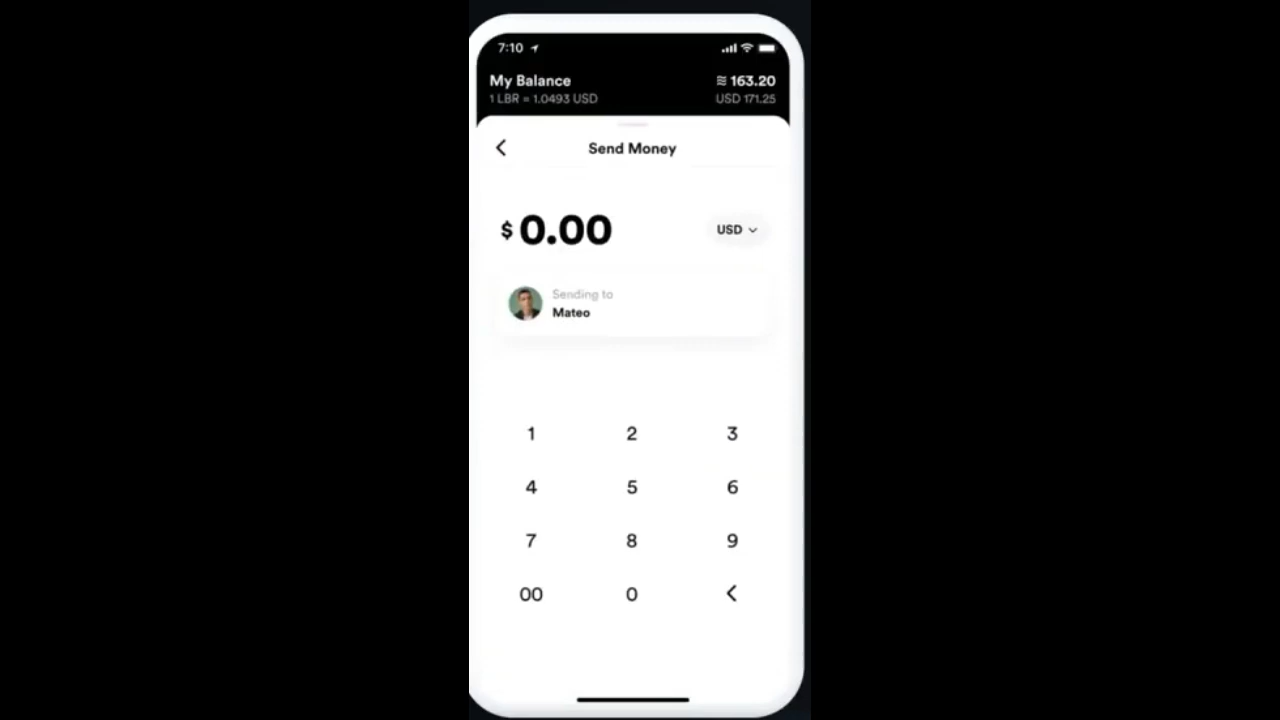 7:10
My Balance ≋ 163.20
1 LBR = 1.0493 USD USD 171.25
Send Money
$ 0.00 USD
Sending to
Mateo
1 2 3
4 5 6
7 8 9
00 0